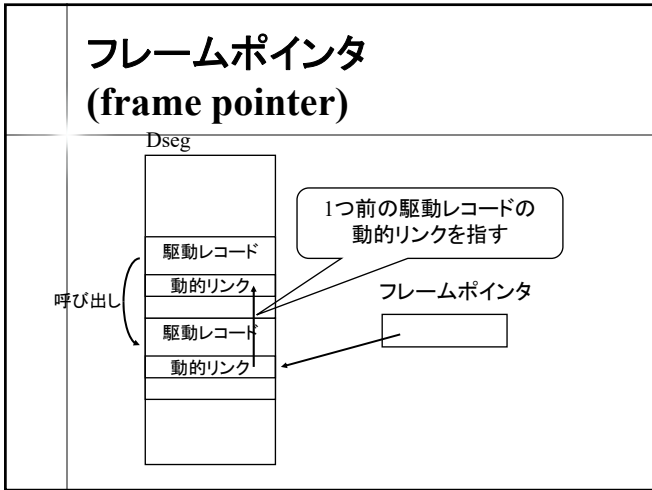 フレームポインタ
(frame pointer)
Dseg
1つ前の駆動レコードの
動的リンクを指す
駆動レコード
動的リンク
呼び出し
フレームポインタ
駆動レコード
動的リンク